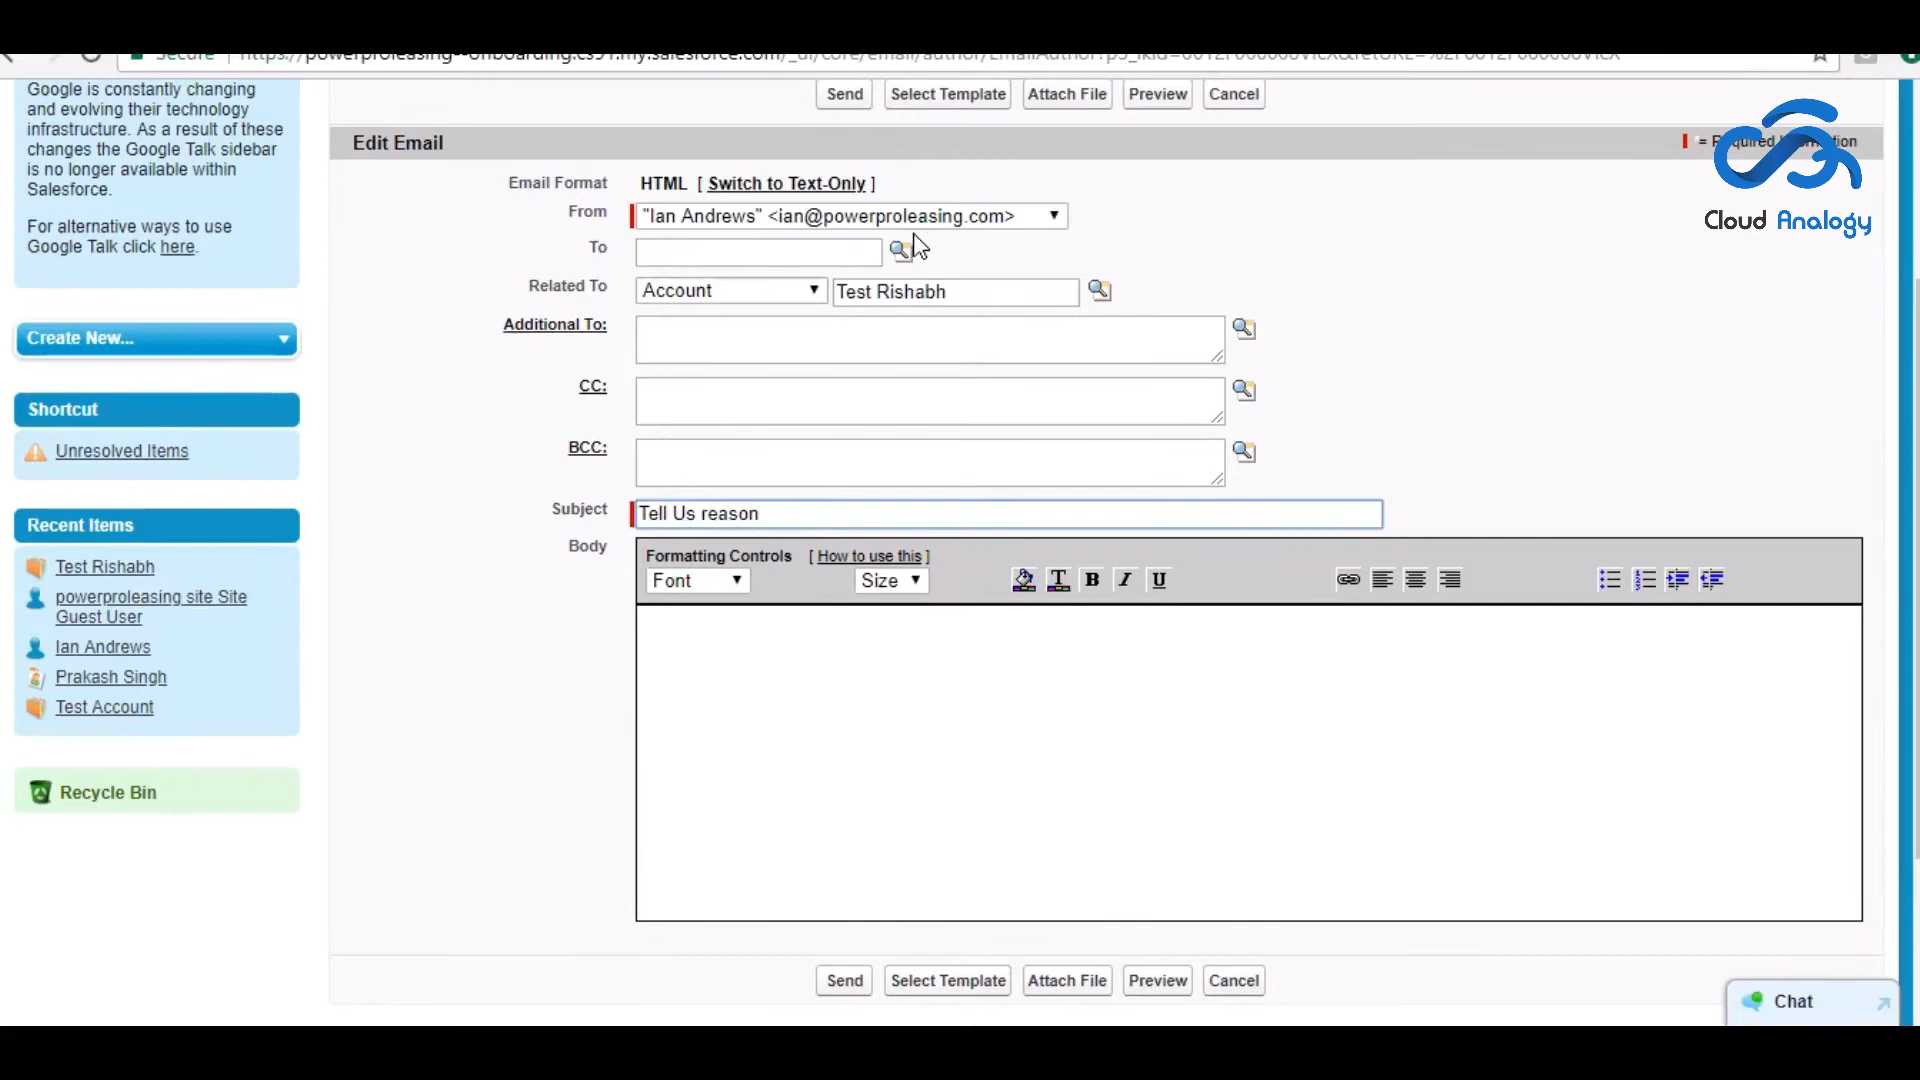 Secure
Google is constantly changing
and evolving their technology
infrastructure. As a result of these
changes the Google Talk sidebar
is no longer available within
Salesforce.
For alternative ways to use
Google Talk click here.
Create New...
Shortcut
Unresolved Items
Recent Items
Test Rishabh
powerproleasing site Site
Guest User
Ian Andrews
Prakash Singh
Test Account
Recycle Bin
Send Select Template Attach File Preview Cancel
Edit Email
= Required Information
Cloud Analogy
Email Format HTML [ Switch to Text-Only ]
From "Ian Andrews" <ian@powerproleasing.com>
To
Related To Account Test Rishabh
Additional To:
CC:
BCC:
Subject Tell Us reason
Body
Formatting Controls [ How to use this ]
Font Size B I U
Send Select Template Attach File Preview Cancel
Chat